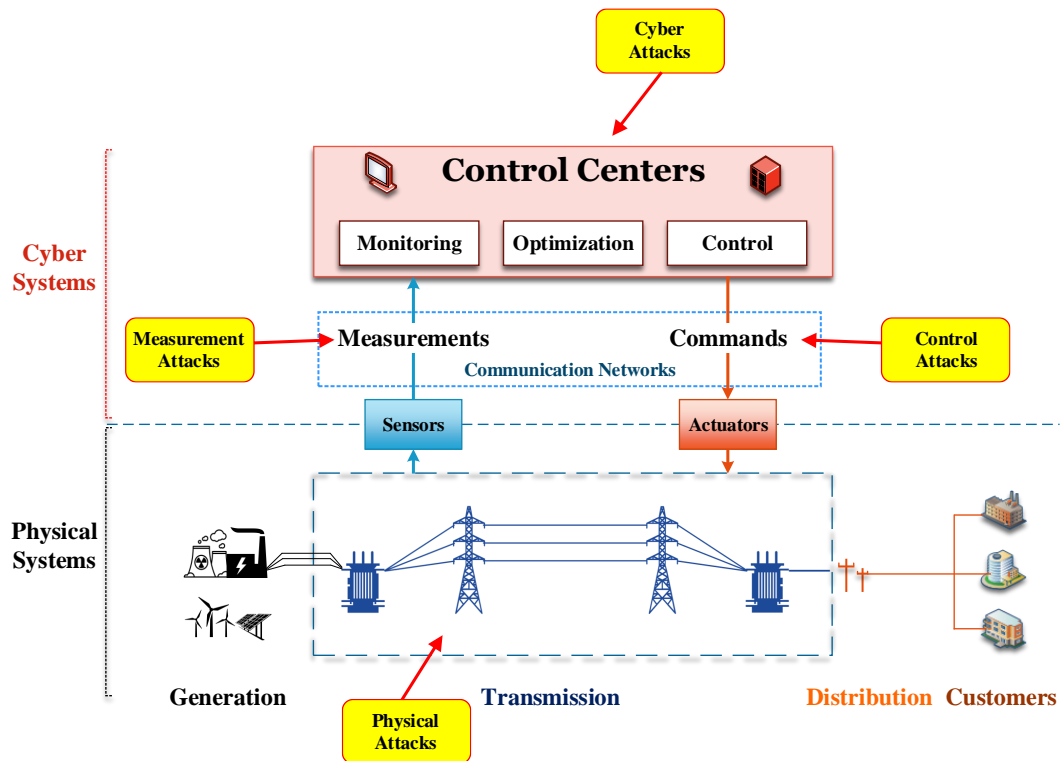 Cyber
Attacks
Control Centers
Monitoring
Optimization
Control
Cyber
Systems
Measurement
Attacks
Measurements
Commands
Control
Attacks
Communication Networks
Sensors
Actuators
Physical
Systems
Generation
Transmission
Distribution
Customers
Physical
Attacks